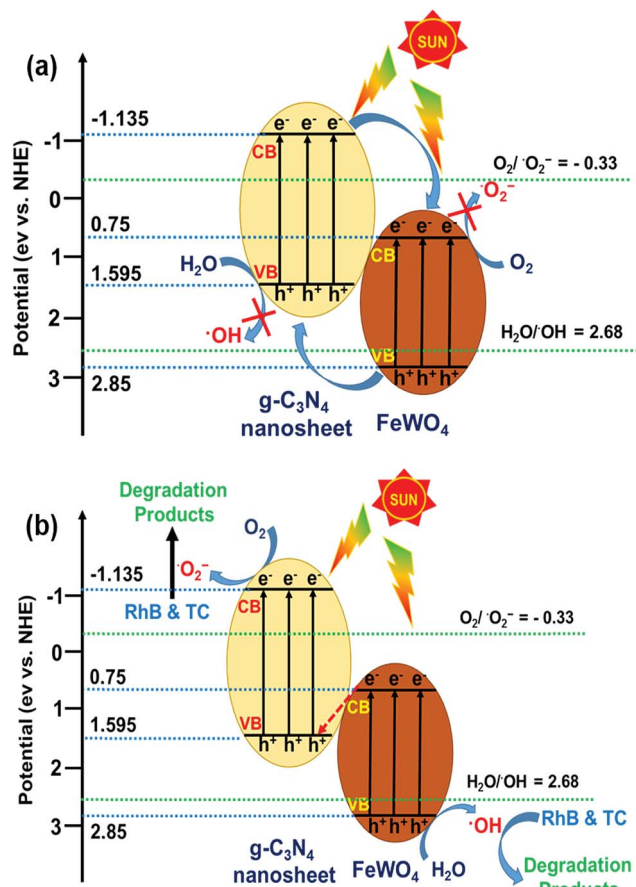 (a)
SUN
Potential (ev vs. NHE)
-1.135
-1
0
0.75
1
1.595
2
3
2.85
e⁻ e⁻ e⁻
CB
VB
h⁺ h⁺ h⁺
O₂/ ·O₂⁻ = - 0.33
·O₂⁻
O₂
e⁻ e⁻ e⁻
CB
H₂O
·OH
H₂O/·OH = 2.68
VB
h⁺ h⁺ h⁺
g-C₃N₄
nanosheet
FeWO₄
(b)
Degradation
Products
O₂
SUN
·O₂⁻
RhB & TC
Potential (ev vs. NHE)
-1.135
-1
0
0.75
1
1.595
2
3
2.85
e⁻ e⁻ e⁻
CB
VB
h⁺ h⁺ h⁺
O₂/ ·O₂⁻ = - 0.33
e⁻ e⁻ e⁻
CB
H₂O/·OH = 2.68
VB
h⁺ h⁺ h⁺
·OH
RhB & TC
g-C₃N₄
nanosheet
FeWO₄
H₂O
Degradation
Products